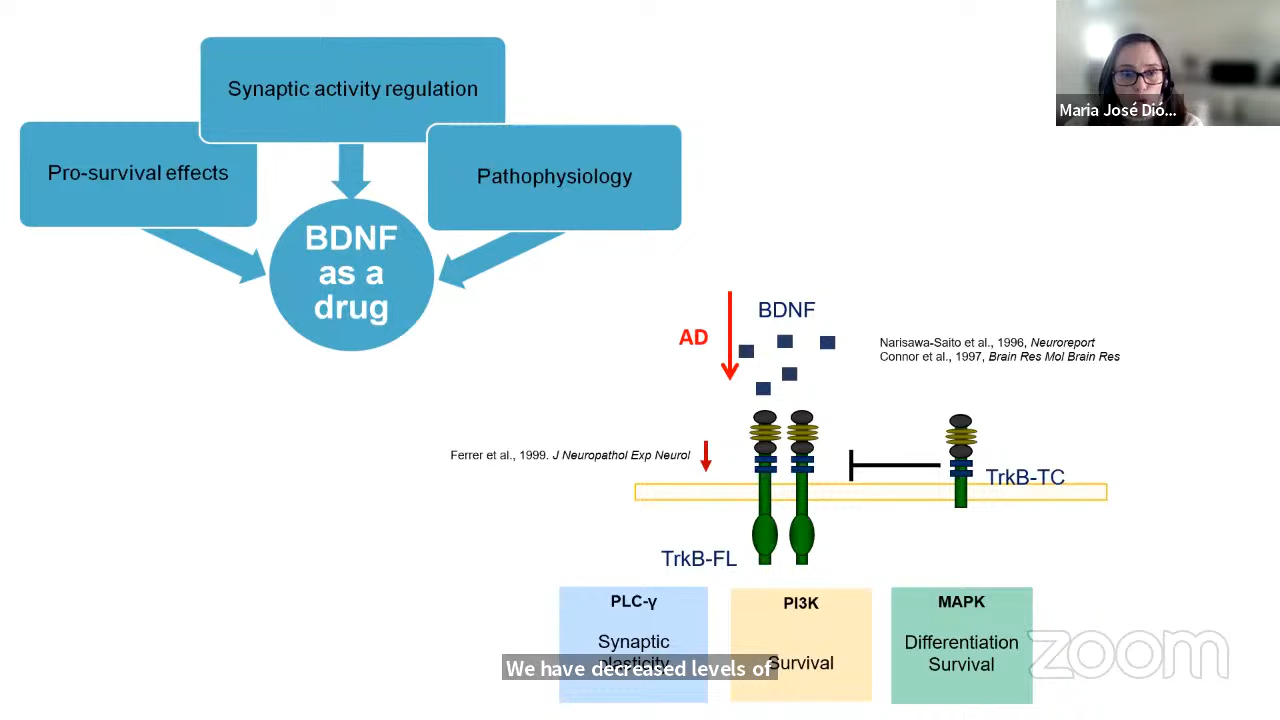 Synaptic activity regulation
Pro-survival effects
Pathophysiology
BDNF
as a
drug
Maria José Dió...
BDNF
AD
Narisawa-Saito et al., 1996, Neuroreport
Connor et al., 1997, Brain Res Mol Brain Res
Ferrer et al., 1999. J Neuropathol Exp Neurol
TrkB-TC
TrkB-FL
PLC-γ
Synaptic
plasticity
PI3K
Survival
MAPK
Differentiation
Survival
We have decreased levels of
zoom